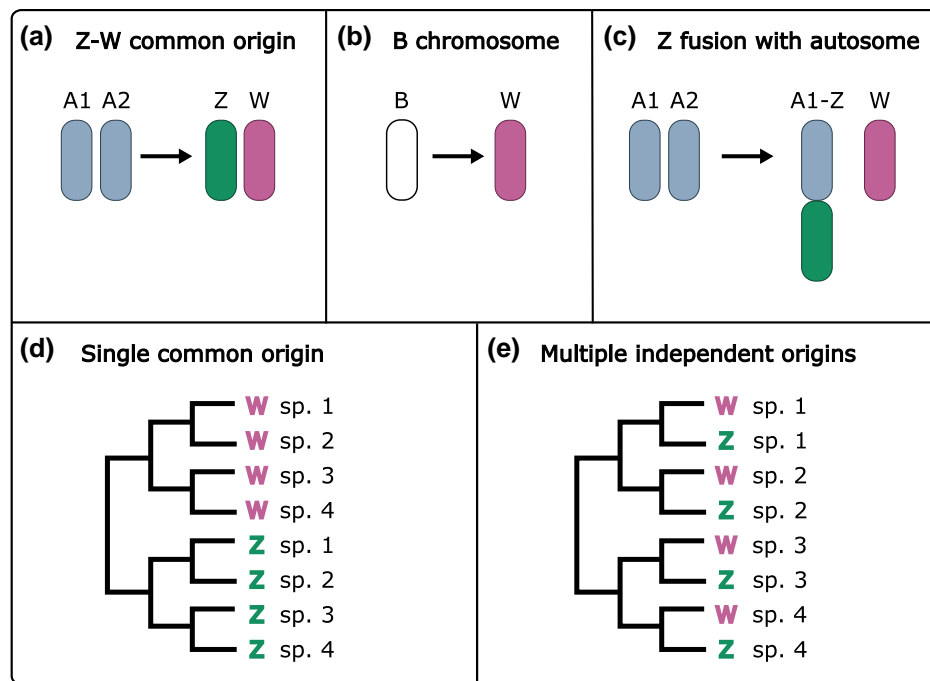 (a) Z-W common origin
A1 A2 Z W
(b) B chromosome
B W
(c) Z fusion with autosome
A1 A2 A1-Z W
(d) Single common origin
W sp. 1
W sp. 2
W sp. 3
W sp. 4
Z sp. 1
Z sp. 2
Z sp. 3
Z sp. 4
(e) Multiple independent origins
W sp. 1
Z sp. 1
W sp. 2
Z sp. 2
W sp. 3
Z sp. 3
W sp. 4
Z sp. 4